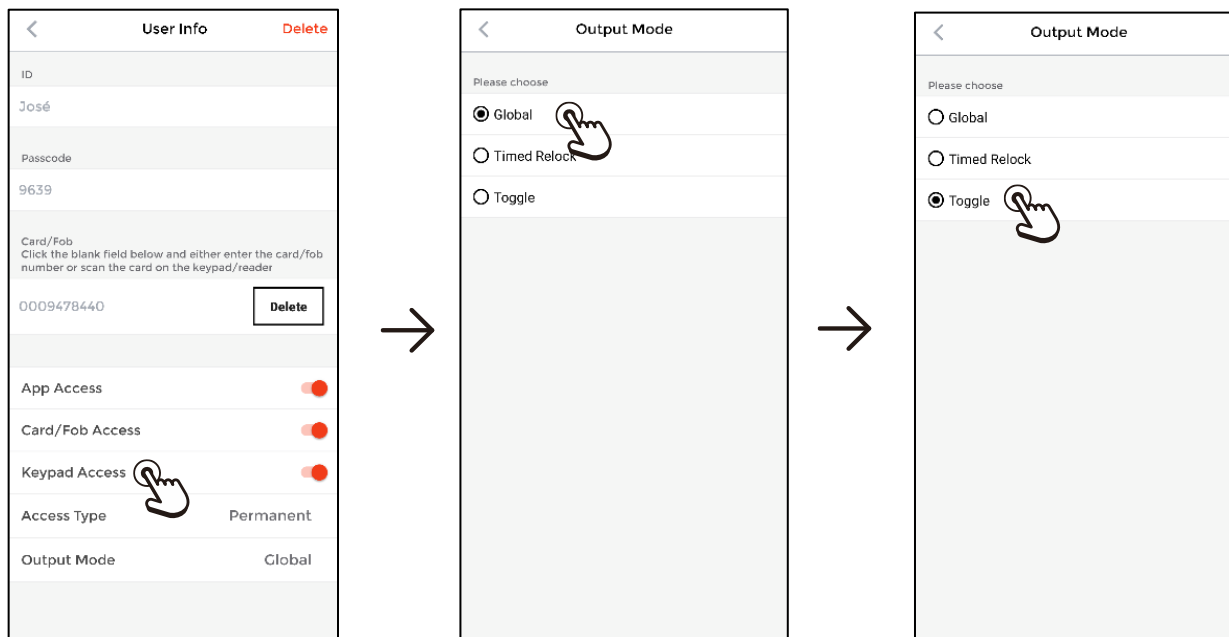 User Info
Delete
ID
José
Passcode
9639
Card/Fob
Click the blank field below and either enter the card/fob
number or scan the card on the keypad/reader
0009478440
Delete
App Access
Card/Fob Access
Keypad Access
Access Type
Permanent
Output Mode
Global
Output Mode
Please choose
Global
Timed Relock
Toggle
Output Mode
Please choose
Global
Timed Relock
Toggle